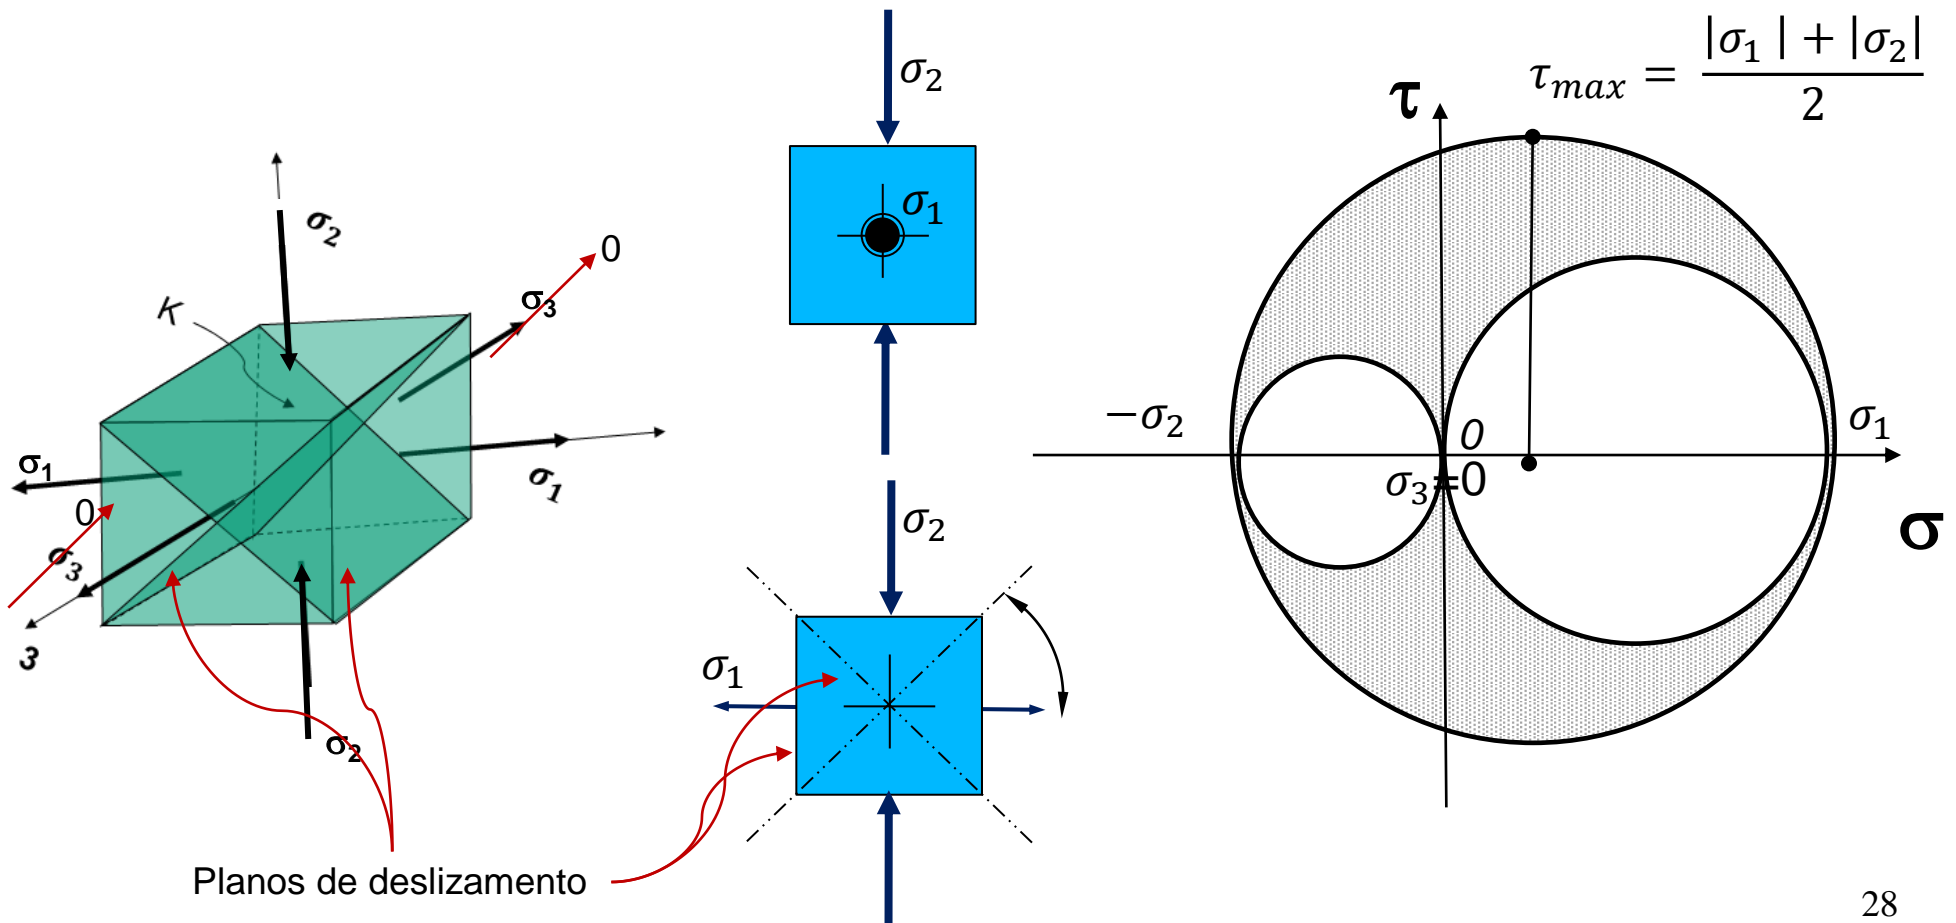 σ₂
0
K
σ₃
σ₁
σ₁
0
σ₃
3
σ₂
Planos de deslizamento
σ₂
σ₁
σ₂
σ₁
τ_max = (|σ₁ | + |σ₂|) / 2
τ
−σ₂
0
σ₁
σ₃=0
σ
28